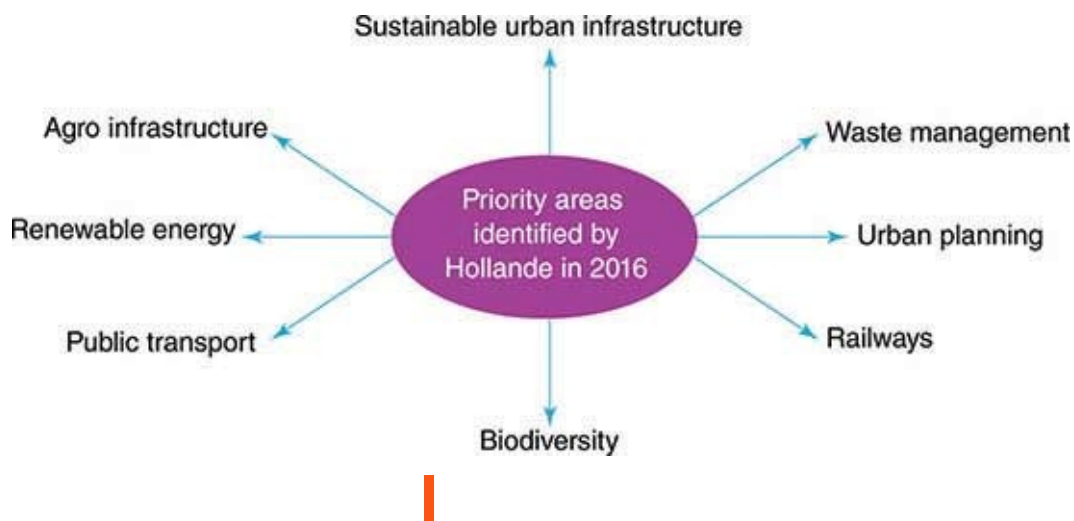 Sustainable urban infrastructure
Agro infrastructure
Waste management
Priority areas
identified by
Hollande in 2016
Renewable energy
Urban planning
Public transport
Railways
Biodiversity